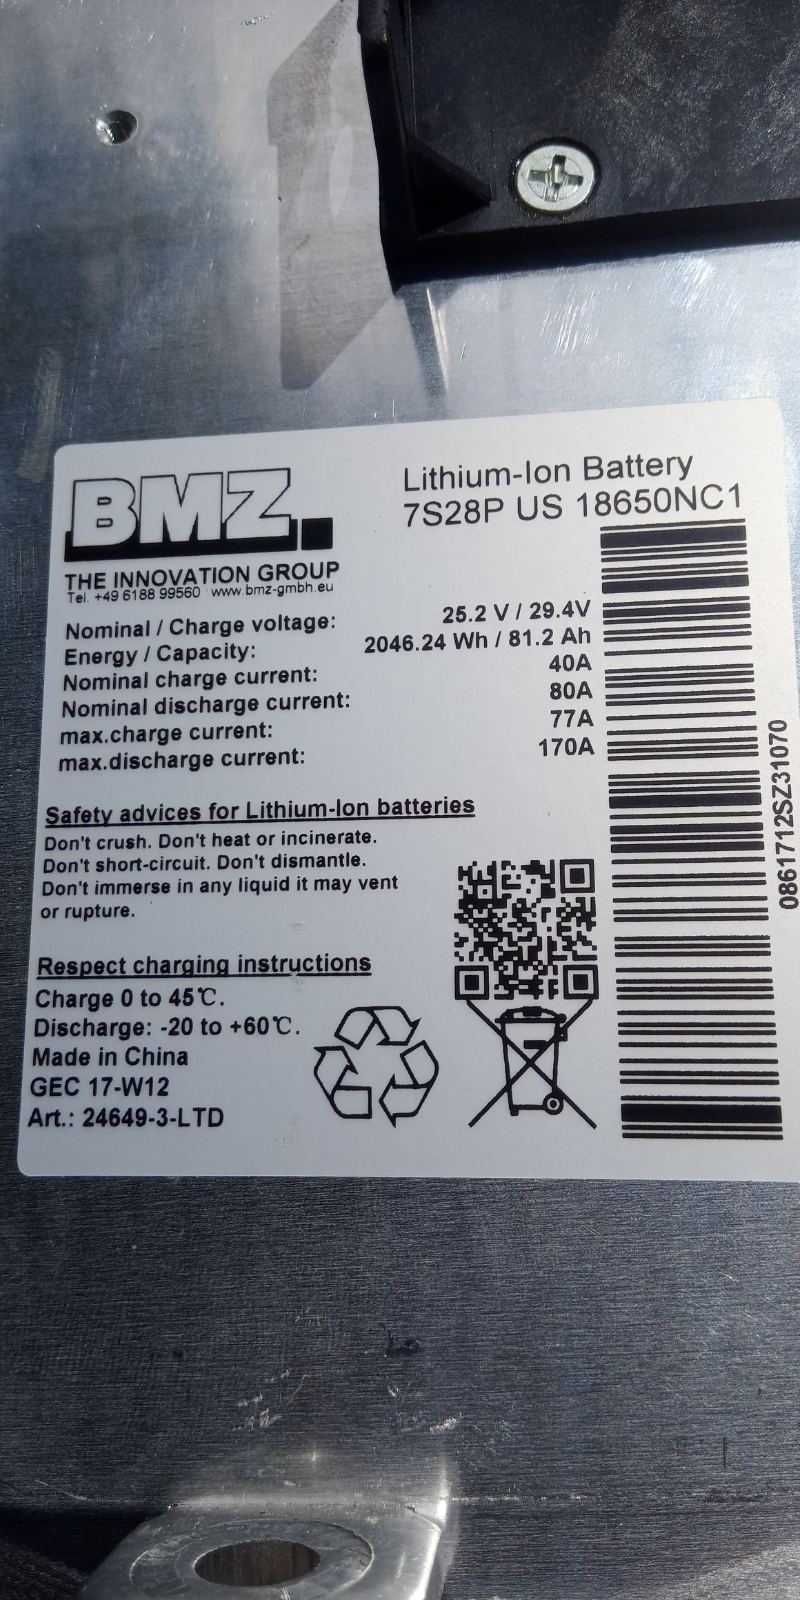 BMZ
THE INNOVATION GROUP
Tel. +49 6188 99560 www.bmz-gmbh.eu
Lithium-Ion Battery
7S28P US 18650NC1
Nominal / Charge voltage: 25.2 V / 29.4V
Energy / Capacity: 2046.24 Wh / 81.2 Ah
Nominal charge current: 40A
Nominal discharge current: 80A
max.charge current: 77A
max.discharge current: 170A
Safety advices for Lithium-Ion batteries
Don't crush. Don't heat or incinerate.
Don't short-circuit. Don't dismantle.
Don't immerse in any liquid it may vent
or rupture.
Respect charging instructions
Charge 0 to 45℃.
Discharge: -20 to +60℃.
Made in China
GEC 17-W12
Art.: 24649-3-LTD
0861712SZ31070